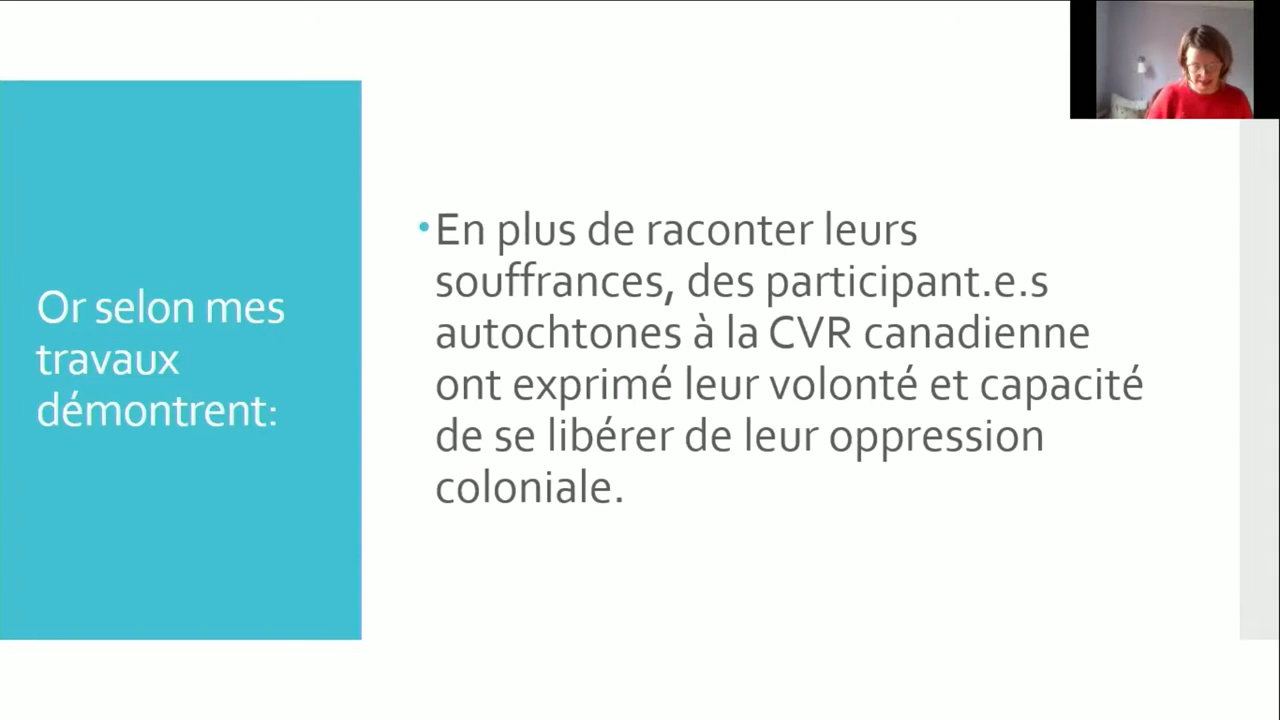 Or selon mes
travaux
démontrent:
•En plus de raconter leurs
souffrances, des participant.e.s
autochtones à la CVR canadienne
ont exprimé leur volonté et capacité
de se libérer de leur oppression
coloniale.